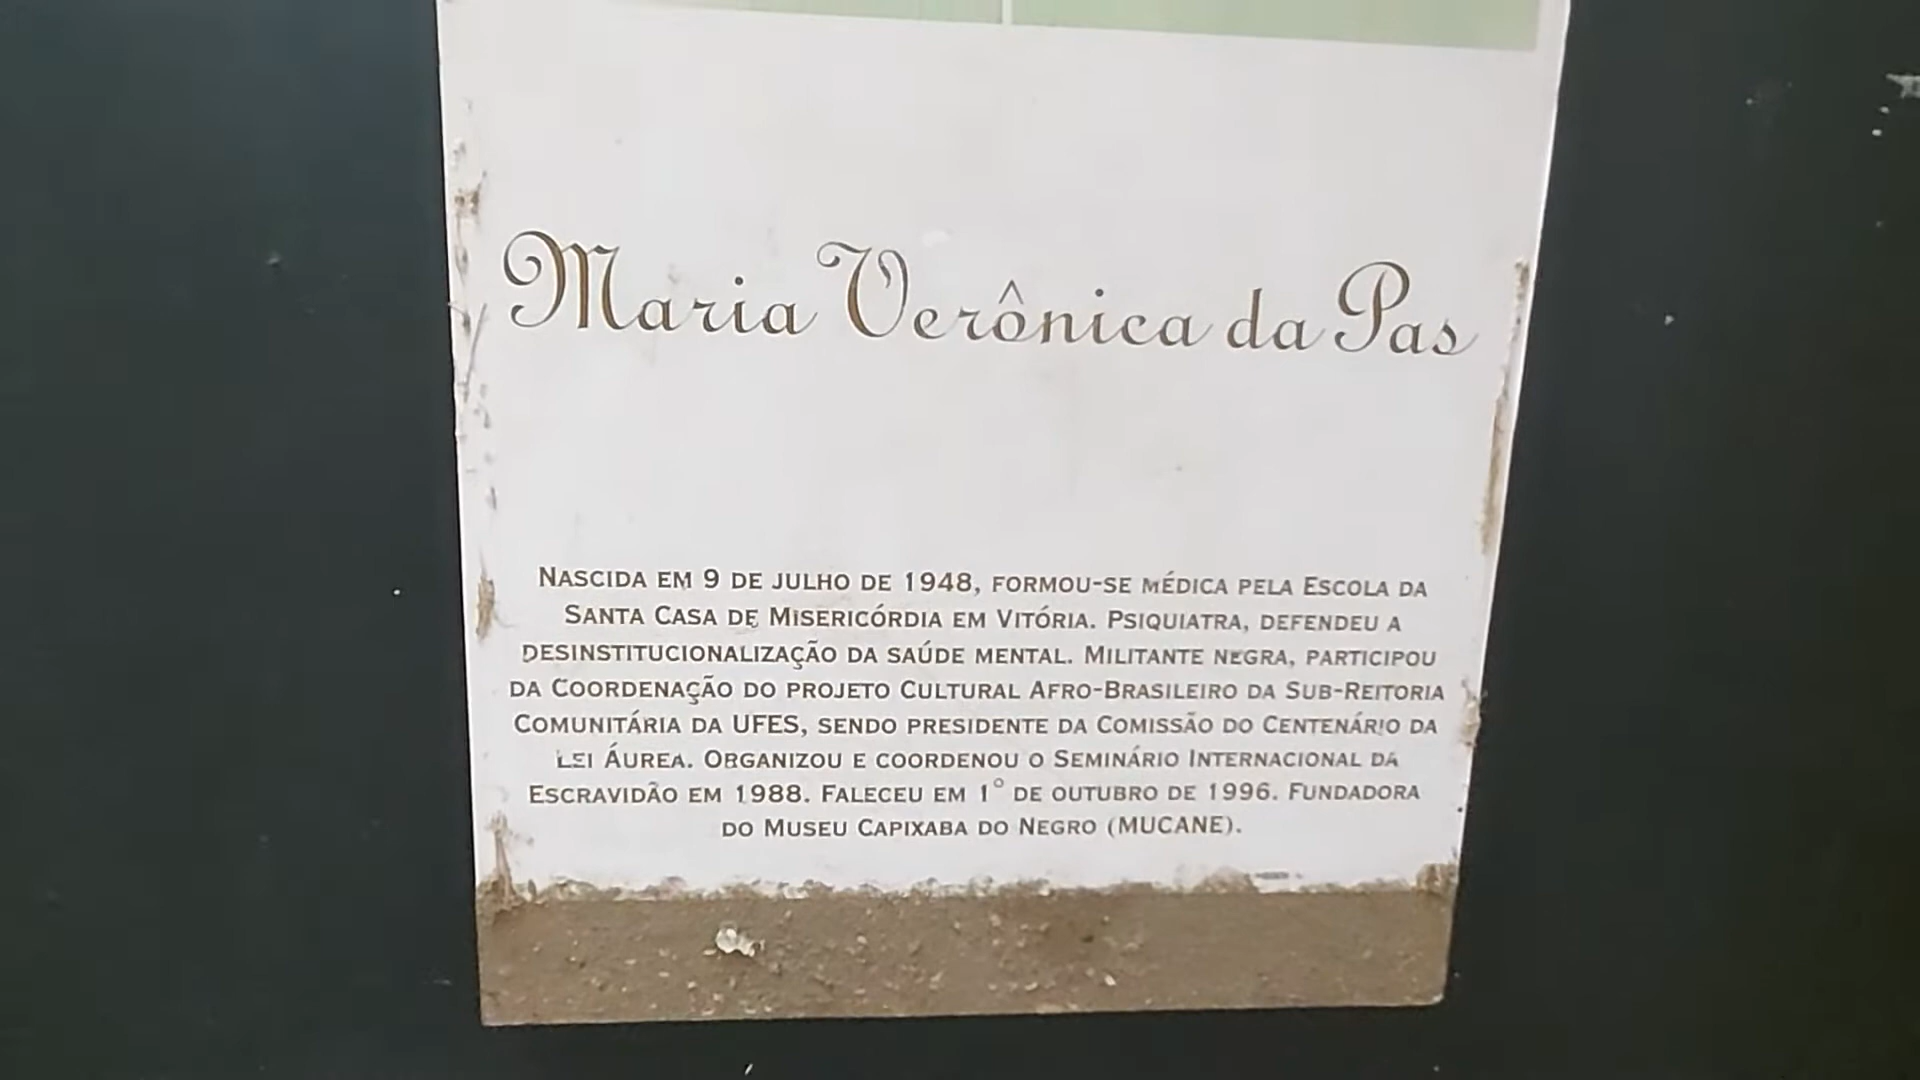 Maria Verônica da Pas
NASCIDA EM 9 DE JULHO DE 1948, FORMOU-SE MÉDICA PELA ESCOLA DA
SANTA CASA DE MISERICÓRDIA EM VITÓRIA. PSIQUIATRA, DEFENDEU A
DESINSTITUCIONALIZAÇÃO DA SAÚDE MENTAL. MILITANTE NEGRA, PARTICIPOU
DA COORDENAÇÃO DO PROJETO CULTURAL AFRO-BRASILEIRO DA SUB-REITORIA
COMUNITÁRIA DA UFES, SENDO PRESIDENTE DA COMISSÃO DO CENTENÁRIO DA
LEI ÁUREA. ORGANIZOU E COORDENOU O SEMINÁRIO INTERNACIONAL DA
ESCRAVIDÃO EM 1988. FALECEU EM 1° DE OUTUBRO DE 1996. FUNDADORA
DO MUSEU CAPIXABA DO NEGRO (MUCANE).